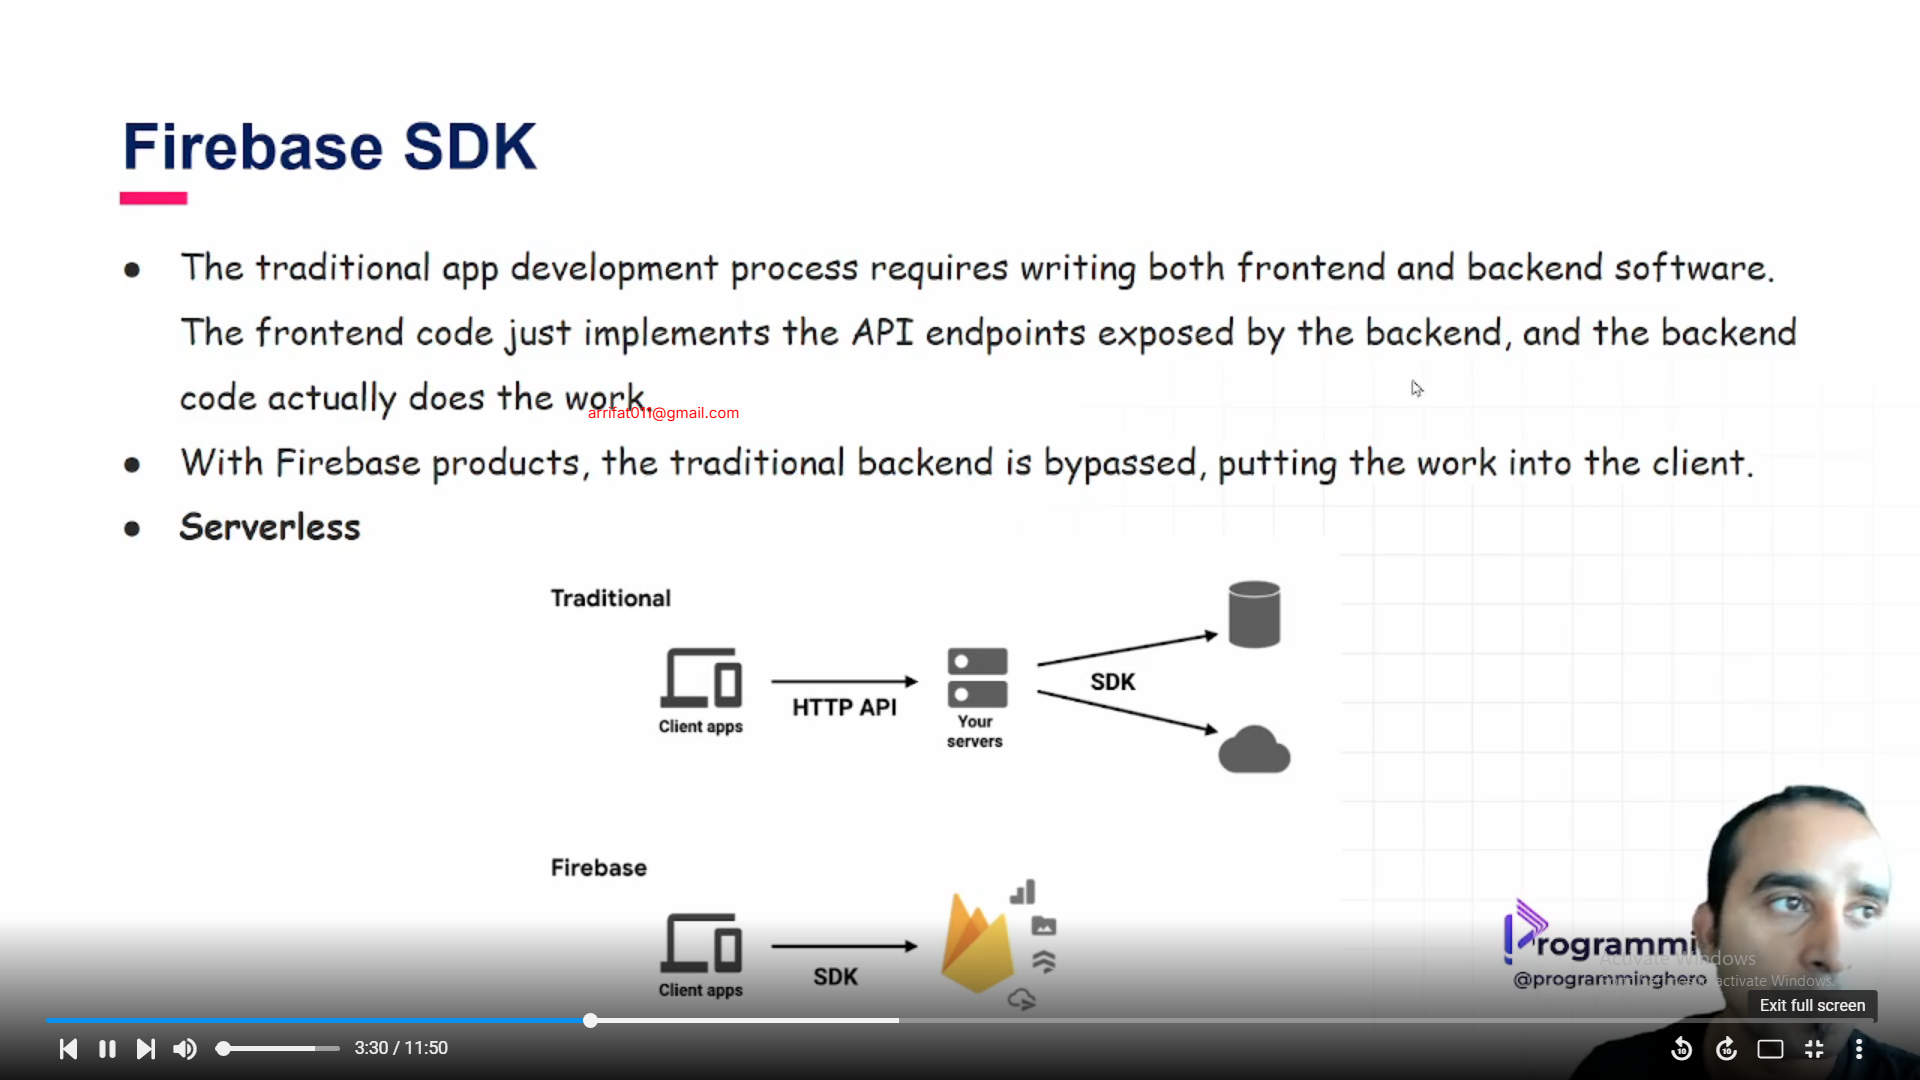 Firebase SDK
● The traditional app development process requires writing both frontend and backend software.
The frontend code just implements the API endpoints exposed by the backend, and the backend
code actually does the work.
arrifat011@gmail.com
● With Firebase products, the traditional backend is bypassed, putting the work into the client.
● Serverless
Traditional
HTTP API
SDK
Client apps
Your
servers
Firebase
SDK
Client apps
rogrammi
@programminghero
Activate Windows
activate Windows.
Exit full screen
3:30 / 11:50
10
10